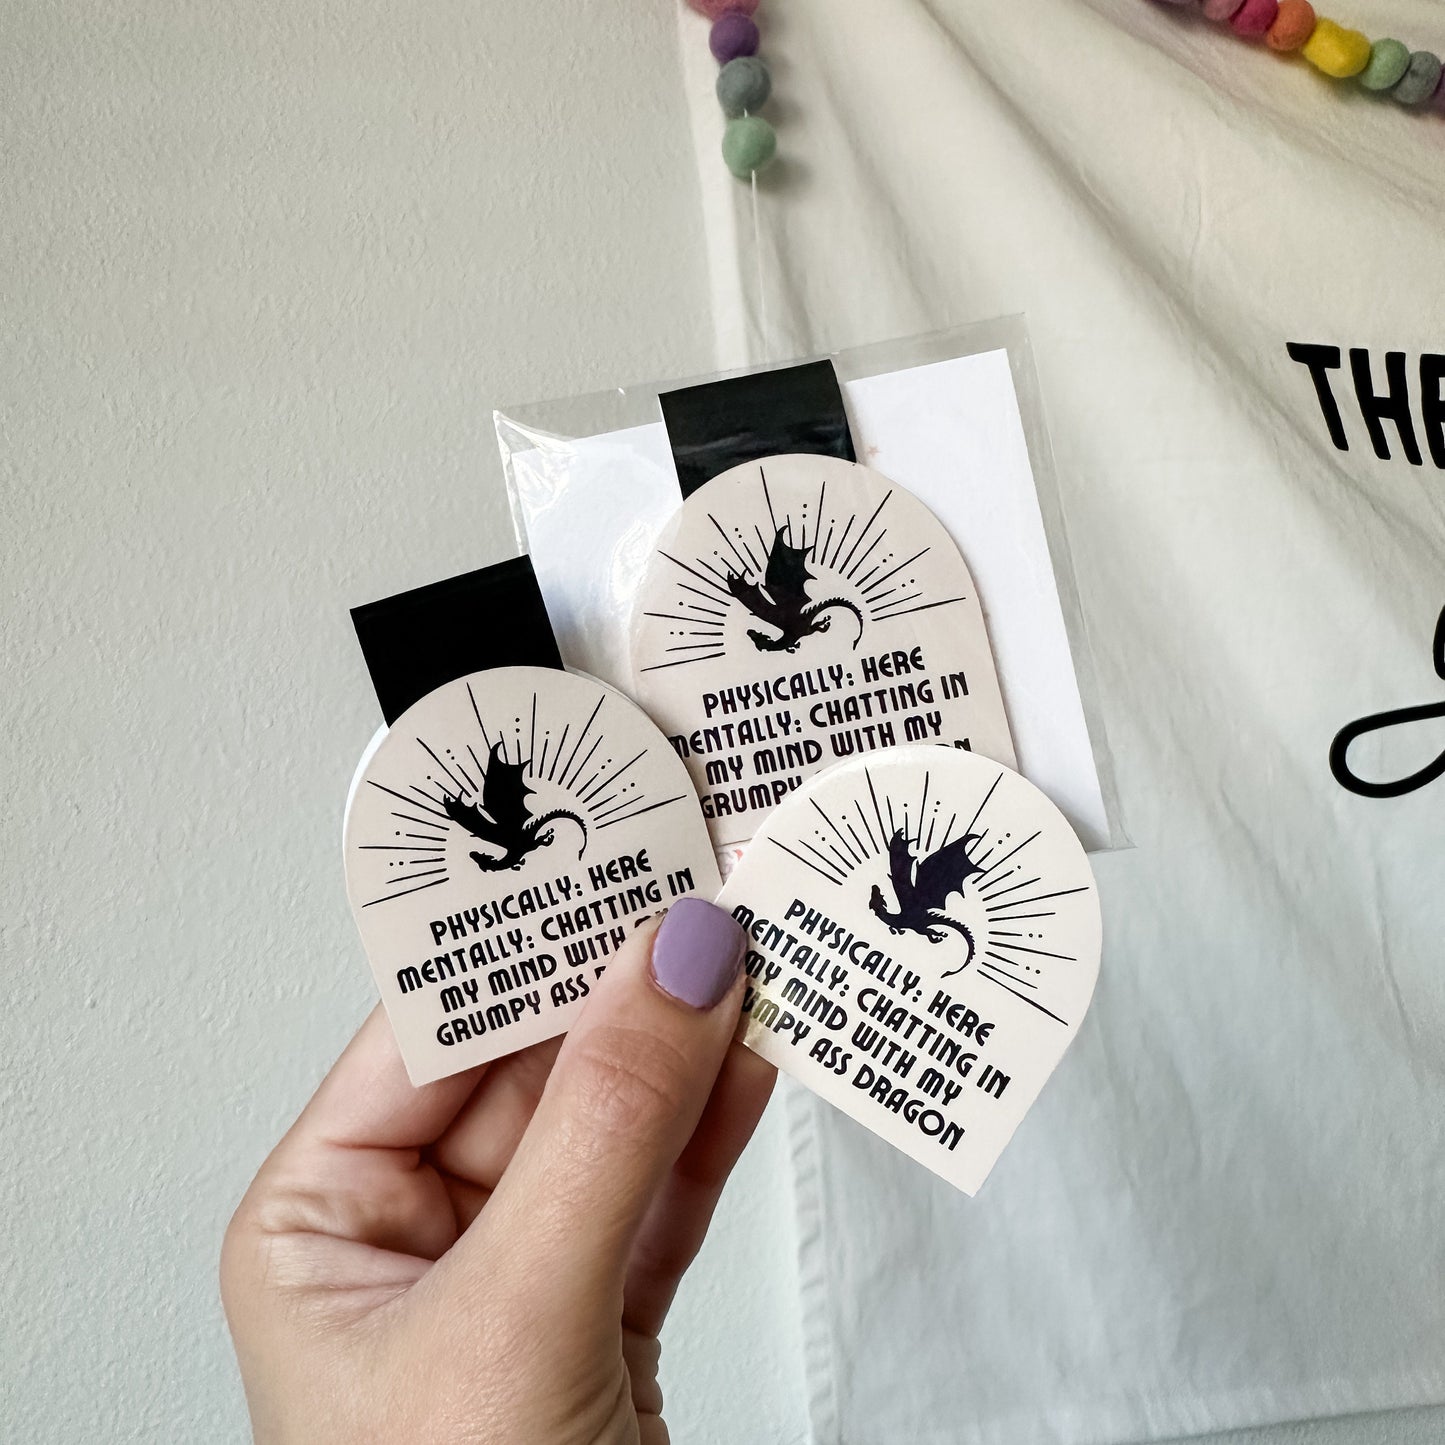 THE
PHYSICALLY: HERE
MENTALLY: CHATTING IN
MY MIND WITH MY
GRUMPY
PHYSICALLY: HERE
MENTALLY: CHATTING IN
MY MIND WITH
GRUMPY ASS
PHYSICALLY: HERE
MENTALLY: CHATTING IN
MY MIND WITH MY
GRUMPY ASS DRAGON